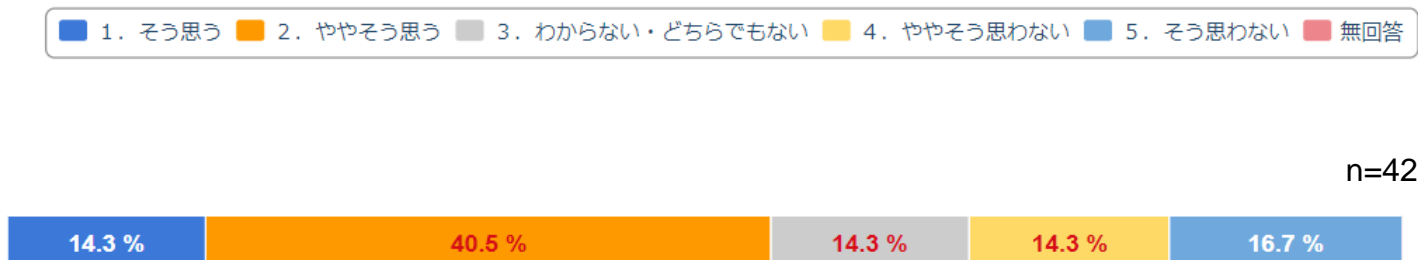 1．そう思う 2．ややそう思う 3．わからない・どちらでもない 4．ややそう思わない 5．そう思わない 無回答
n=42
14.3 % 40.5 % 14.3 % 14.3 % 16.7 %